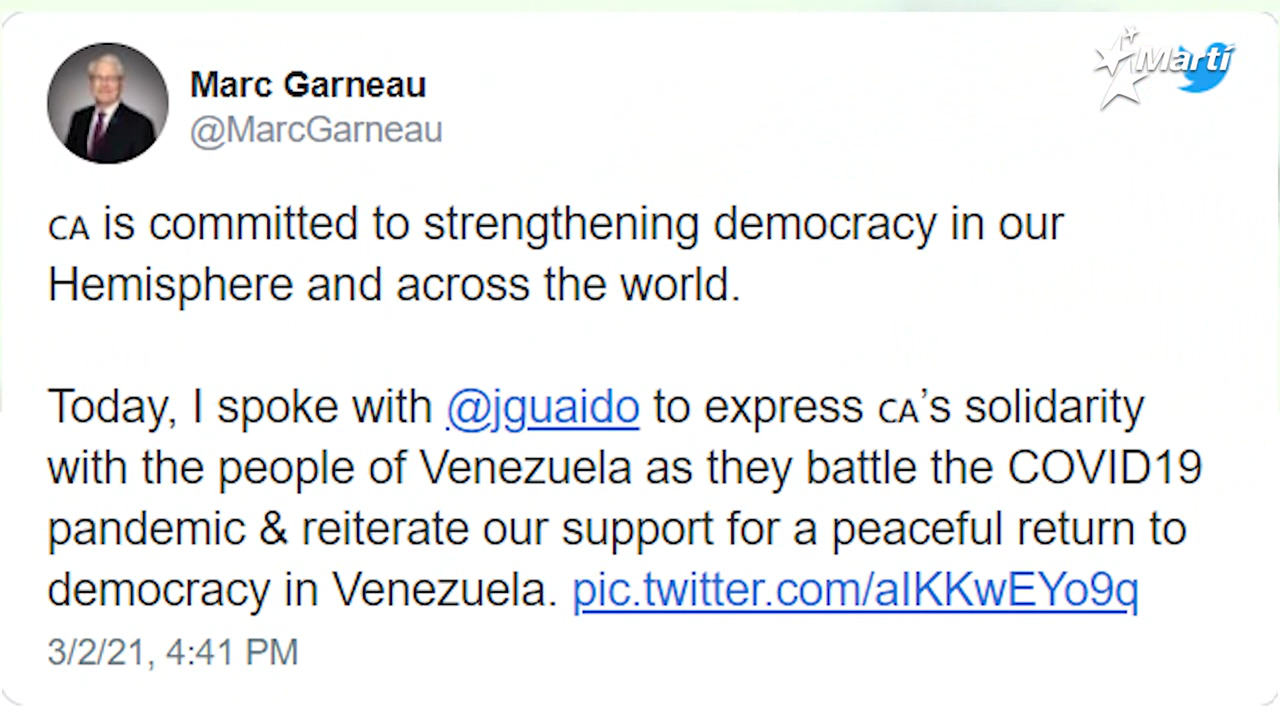 Martí
Marc Garneau
@MarcGarneau
CA is committed to strengthening democracy in our
Hemisphere and across the world.
Today, I spoke with @jguaido to express CA’s solidarity
with the people of Venezuela as they battle the COVID19
pandemic & reiterate our support for a peaceful return to
democracy in Venezuela. pic.twitter.com/aIKKwEYo9q
3/2/21, 4:41 PM